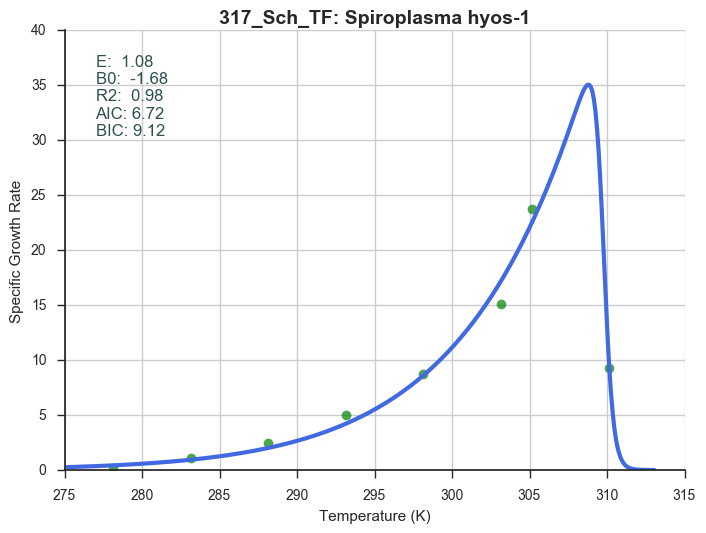 317_Sch_TF: Spiroplasma hyos-1
E:  1.08
B0:  -1.68
R2:  0.98
AIC: 6.72
BIC: 9.12
Specific Growth Rate
40
35
30
25
20
15
10
5
0
275 280 285 290 295 300 305 310 315
Temperature (K)